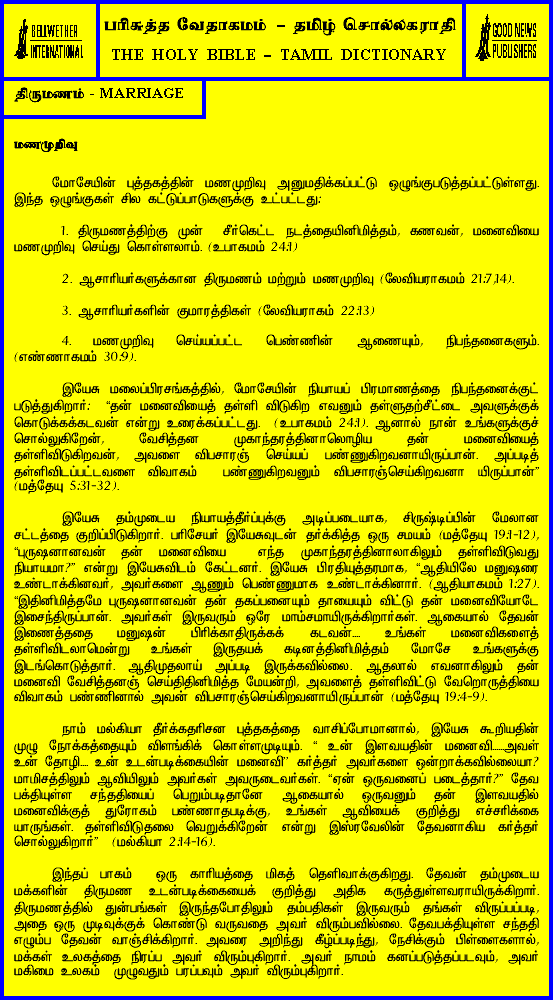 BELLWETHER
INTERNATIONAL
பரிசுத்த வேதாகமம் – தமிழ் சொல்லகராதி
THE HOLY BIBLE – TAMIL DICTIONARY
GOOD NEWS
PUBLISHERS
திருமணம் - MARRIAGE
மணமுறிவு
மோசேயின் புத்தகத்தின் மணமுறிவு அனுமதிக்கப்பட்டு ஒழுங்குபடுத்தப்பட்டுள்ளது.
இந்த ஒழுங்குகள் சில கட்டுப்பாடுகளுக்கு உட்பட்டது:
1. திருமணத்திற்கு முன் சீர்கெட்ட நடத்தையினிமித்தம், கணவன், மனைவியை
மணமுறிவு செய்து கொள்ளலாம். (உபாகமம் 24:1)
2. ஆசாரியர்களுக்கான திருமணம் மற்றும் மணமுறிவு (லேவியராகமம் 21:7,14).
3. ஆசாரியர்களின் குமாரத்திகள் (லேவியராகம் 22:13)
4. மணமுறிவு செய்யப்பட்ட பெண்ணின் ஆணையும், நிபந்தனைகளும்.
(எண்ணாகமம் 30:9).
இயேசு மலைப்பிரசங்கத்தில், மோசேயின் நியாயப் பிரமாணத்தை நிபந்தனைக்குட்
படுத்துகிறார்: “தன் மனைவியைத் தள்ளி விடுகிற எவனும் தள்ளுதற்சீட்டை அவளுக்குக்
கொடுக்கக்கடவன் என்று உரைக்கப்பட்டது. (உபாகமம் 24:1). ஆனால் நான் உங்களுக்குச்
சொல்லுகிறேன், வேசித்தன முகாந்தரத்தினாலொழிய தன் மனைவியைத்
தள்ளிவிடுகிறவன், அவளை விபசாரஞ் செய்யப் பண்ணுகிறவனாயிருப்பான். அப்படித்
தள்ளிவிடப்பட்டவளை விவாகம் பண்ணுகிறவனும் விபசாரஞ்செய்கிறவனா யிருப்பான்”
(மத்தேயு 5:31-32).
இயேசு தம்முடைய நியாயத்தீர்ப்புக்கு அடிப்படையாக, சிருஷ்டிப்பின் மேலான
சட்டத்தை குறிப்பிடுகிறார். பரிசேயர் இயேசுவுடன் தர்க்கித்த ஒரு சமயம் (மத்தேயு 19:1-12),
“புருஷனானவன் தன் மனைவியை எந்த முகாந்தரத்தினாலாகிலும் தள்ளிவிடுவது
நியாயமா?” என்று இயேசுவிடம் கேட்டனர். இயேசு பிரதியுத்தரமாக, “ஆதியிலே மனுஷரை
உண்டாக்கினவர், அவர்களை ஆணும் பெண்ணுமாக உண்டாக்கினார். (ஆதியாகமம் 1:27).
“இதினிமித்தமே புருஷனானவன் தன் தகப்பனையும் தாயையும் விட்டு தன் மனைவியோடே
இசைந்திருப்பான். அவர்கள் இருவரும் ஒரே மாம்சமாயிருக்கிறார்கள். ஆகையால் தேவன்
இணைத்ததை மனுஷன் பிரிக்காதிருக்கக் கடவன்.... உங்கள் மனைவிகளைத்
தள்ளிவிடலாமென்று உங்கள் இருதயக் கடினத்தினிமித்தம் மோசே உங்களுக்கு
இடங்கொடுத்தார். ஆதிமுதலாய் அப்படி இருக்கவில்லை. ஆதலால் எவனாகிலும் தன்
மனைவி வேசித்தனஞ் செய்திதினிமித்த மேயன்றி, அவளைத் தள்ளிவிட்டு வேறொருத்தியை
விவாகம் பண்ணினால் அவன் விபசாரஞ்செய்கிறவனாயிருப்பான் (மத்தேயு 19:4-9).
நாம் மல்கியா தீர்க்கதரிசன புத்தகத்தை வாசிப்போமானால், இயேசு கூறியதின்
முழு நோக்கத்தையும் விளங்கிக் கொள்ளமுடியும். “ உன் இளவயதின் மனைவி......அவள்
உன் தோழி.... உன் உடன்படிக்கையின் மனைவி” கர்த்தர் அவர்களை ஒன்றாக்கவில்லையா?
மாமிசத்திலும் ஆவியிலும் அவர்கள் அவருடைவர்கள். “ஏன் ஒருவனைப் படைத்தார்?” தேவ
பக்தியுள்ள சந்ததியைப் பெறும்படிதானே ஆகையால் ஒருவனும் தன் இளவயதில்
மனைவிக்குத் துரோகம் பண்ணாதபடிக்கு, உங்கள் ஆவியைக் குறித்து எச்சரிக்கை
யாருங்கள். தள்ளிவிடுதலை வெறுக்கிறேன் என்று இஸ்ரவேலின் தேவனாகிய கர்த்தர்
சொல்லுகிறார்” (மல்கியா 2:14-16).
இந்தப் பாகம் ஒரு காரியத்தை மிகத் தெளிவாக்குகிறது. தேவன் தம்முடைய
மக்களின் திருமண உடன்படிக்கையைக் குறித்து அதிக கருத்துள்ளவராயிருக்கிறார்.
திருமணத்தில் துன்பங்கள் இருந்தபோதிலும் தம்பதிகள் இருவரும் தங்கள் விருப்பப்படி,
அதை ஒரு முடிவுக்குக் கொண்டு வருவதை அவர் விரும்பவில்லை. தேவபக்தியுள்ள சந்ததி
எழும்ப தேவன் வாஞ்சிக்கிறார். அவரை அறிந்து கீழ்ப்படிந்து, நேசிக்கும் பிள்ளைகளால்,
மக்கள் உலகத்தை நிரப்ப அவர் விரும்புகிறார். அவர் நாமம் கனப்படுத்தப்படவும், அவர்
மகிமை உலகம் முழுவதும் பரப்பவும் அவர் விரும்புகிறார்.